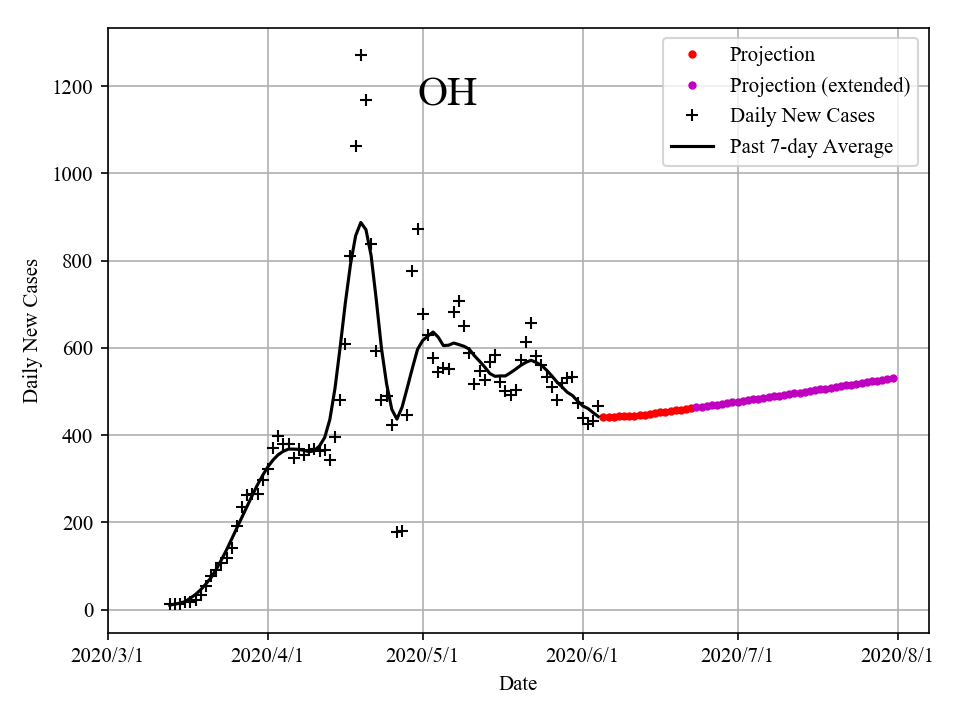 OH
Projection
Projection (extended)
Daily New Cases
Past 7-day Average
1200
1000
800
600
400
200
0
Daily New Cases
2020/3/1
2020/4/1
2020/5/1
2020/6/1
2020/7/1
2020/8/1
Date